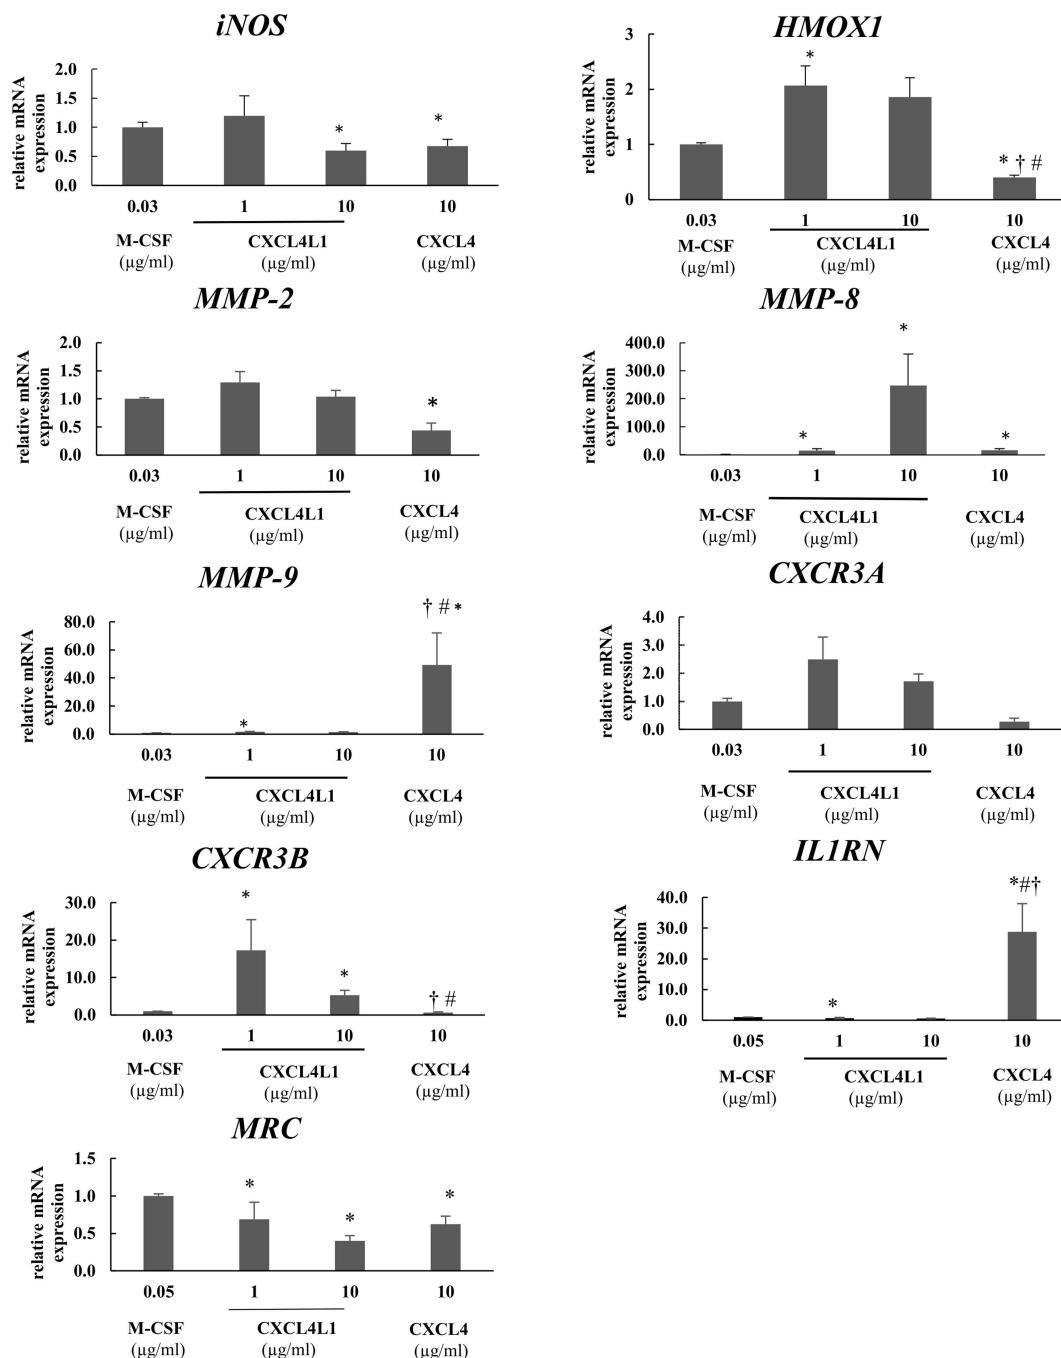 iNOS
relative mRNA
expression
2.0
1.5
1.0
0.5
0.0
*
*
0.03 1 10 10
M-CSF CXCL4L1 CXCL4
(µg/ml) (µg/ml)
HMOX1
relative mRNA
expression
3
2
1
0
*
* † #
0.03 1 10 10
M-CSF CXCL4L1 CXCL4
(µg/ml) (µg/ml) (µg/ml)
MMP-2
relative mRNA
expression
2.0
1.5
1.0
0.5
0.0
*
0.03 1 10 10
M-CSF CXCL4L1 CXCL4
(µg/ml) (µg/ml) (µg/ml)
MMP-8
relative mRNA
expression
400.0
300.0
200.0
100.0
0.0
*
*
*
0.03 1 10 10
M-CSF CXCL4L1 CXCL4
(µg/ml) (µg/ml) (µg/ml)
MMP-9
relative mRNA
expression
80.0
60.0
40.0
20.0
0.0
† # *
*
0.03 1 10 10
M-CSF CXCL4L1 CXCL4
(µg/ml) (µg/ml) (µg/ml)
CXCR3A
relative mRNA
expression
4.0
3.0
2.0
1.0
0.0
0.03 1 10 10
M-CSF CXCL4L1 CXCL4
(µg/ml) (µg/ml) (µg/ml)
CXCR3B
relative mRNA
expression
30.0
20.0
10.0
0.0
*
*
† #
0.03 1 10 10
M-CSF CXCL4L1 CXCL4
(µg/ml) (µg/ml) (µg/ml)
IL1RN
relative mRNA
expression
40.0
30.0
20.0
10.0
0.0
*#†
*
0.05 1 10 10
M-CSF CXCL4L1 CXCL4
(µg/ml) (µg/ml) (µg/ml)
MRC
relative mRNA
expression
1.5
1.0
0.5
0.0
*
*
*
0.05 1 10 10
M-CSF CXCL4L1 CXCL4
(µg/ml) (µg/ml) (µg/ml)